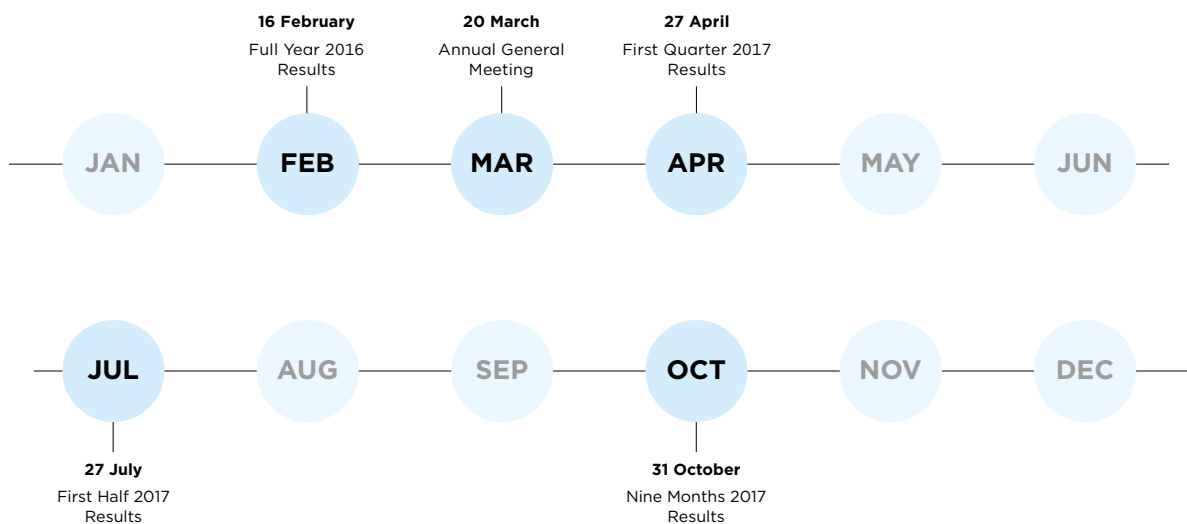 16 February
Full Year 2016
Results
20 March
Annual General
Meeting
27 April
First Quarter 2017
Results
JAN
FEB
MAR
APR
MAY
JUN
JUL
AUG
SEP
OCT
NOV
DEC
27 July
First Half 2017
Results
31 October
Nine Months 2017
Results